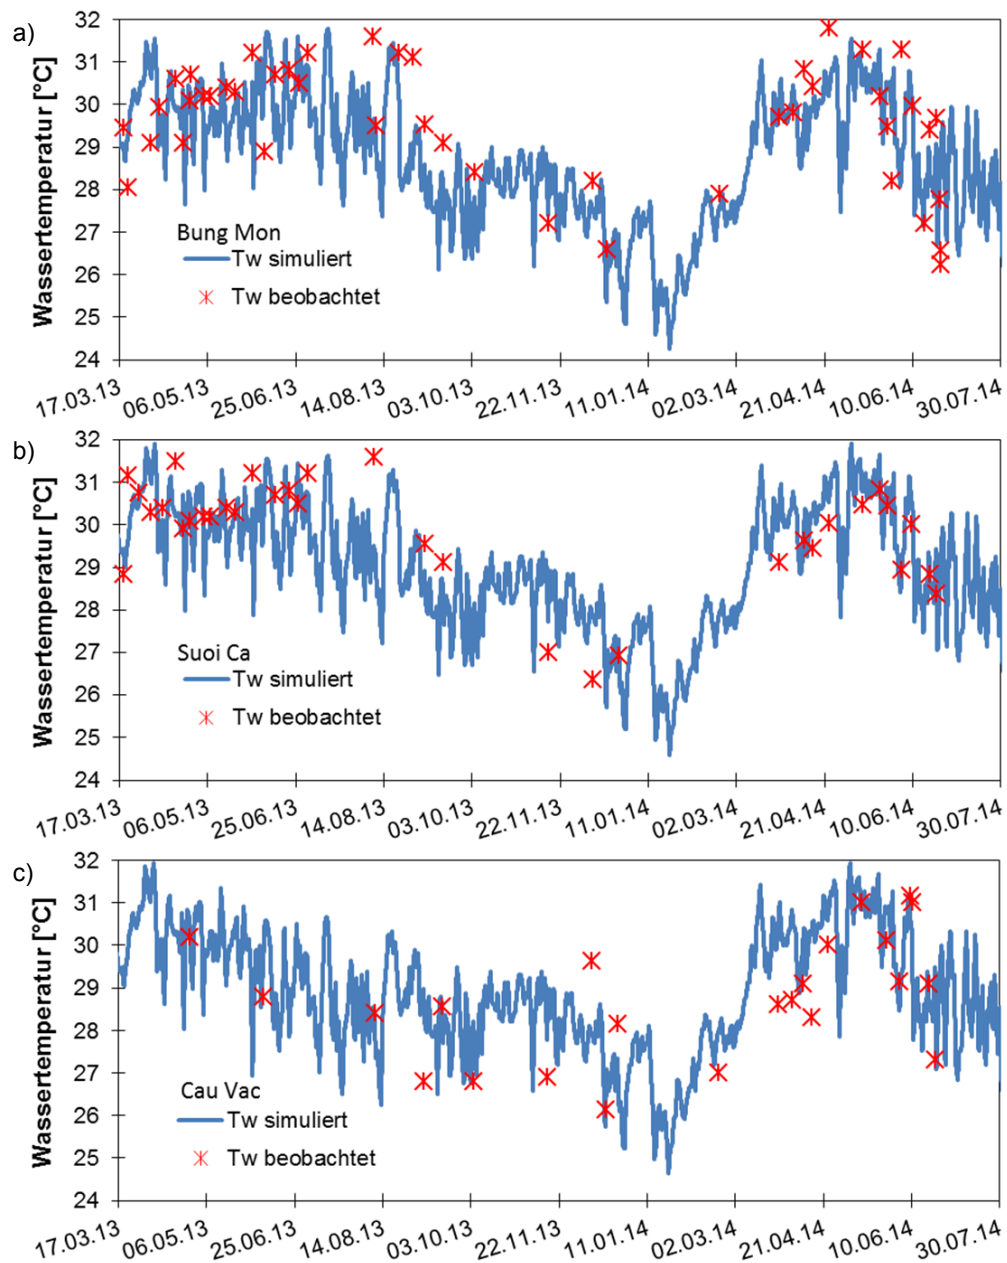 a)
Wassertemperatur [°C]
32
31
30
29
28
27
26
25
24
Bung Mon
Tw simuliert
Tw beobachtet
17.03.13 06.05.13 25.06.13 14.08.13 03.10.13 22.11.13 11.01.14 02.03.14 21.04.14 10.06.14 30.07.14
b)
Wassertemperatur [°C]
32
31
30
29
28
27
26
25
24
Suoi Ca
Tw simuliert
Tw beobachtet
17.03.13 06.05.13 25.06.13 14.08.13 03.10.13 22.11.13 11.01.14 02.03.14 21.04.14 10.06.14 30.07.14
c)
Wassertemperatur [°C]
32
31
30
29
28
27
26
25
24
Cau Vac
Tw simuliert
Tw beobachtet
17.03.13 06.05.13 25.06.13 14.08.13 03.10.13 22.11.13 11.01.14 02.03.14 21.04.14 10.06.14 30.07.14